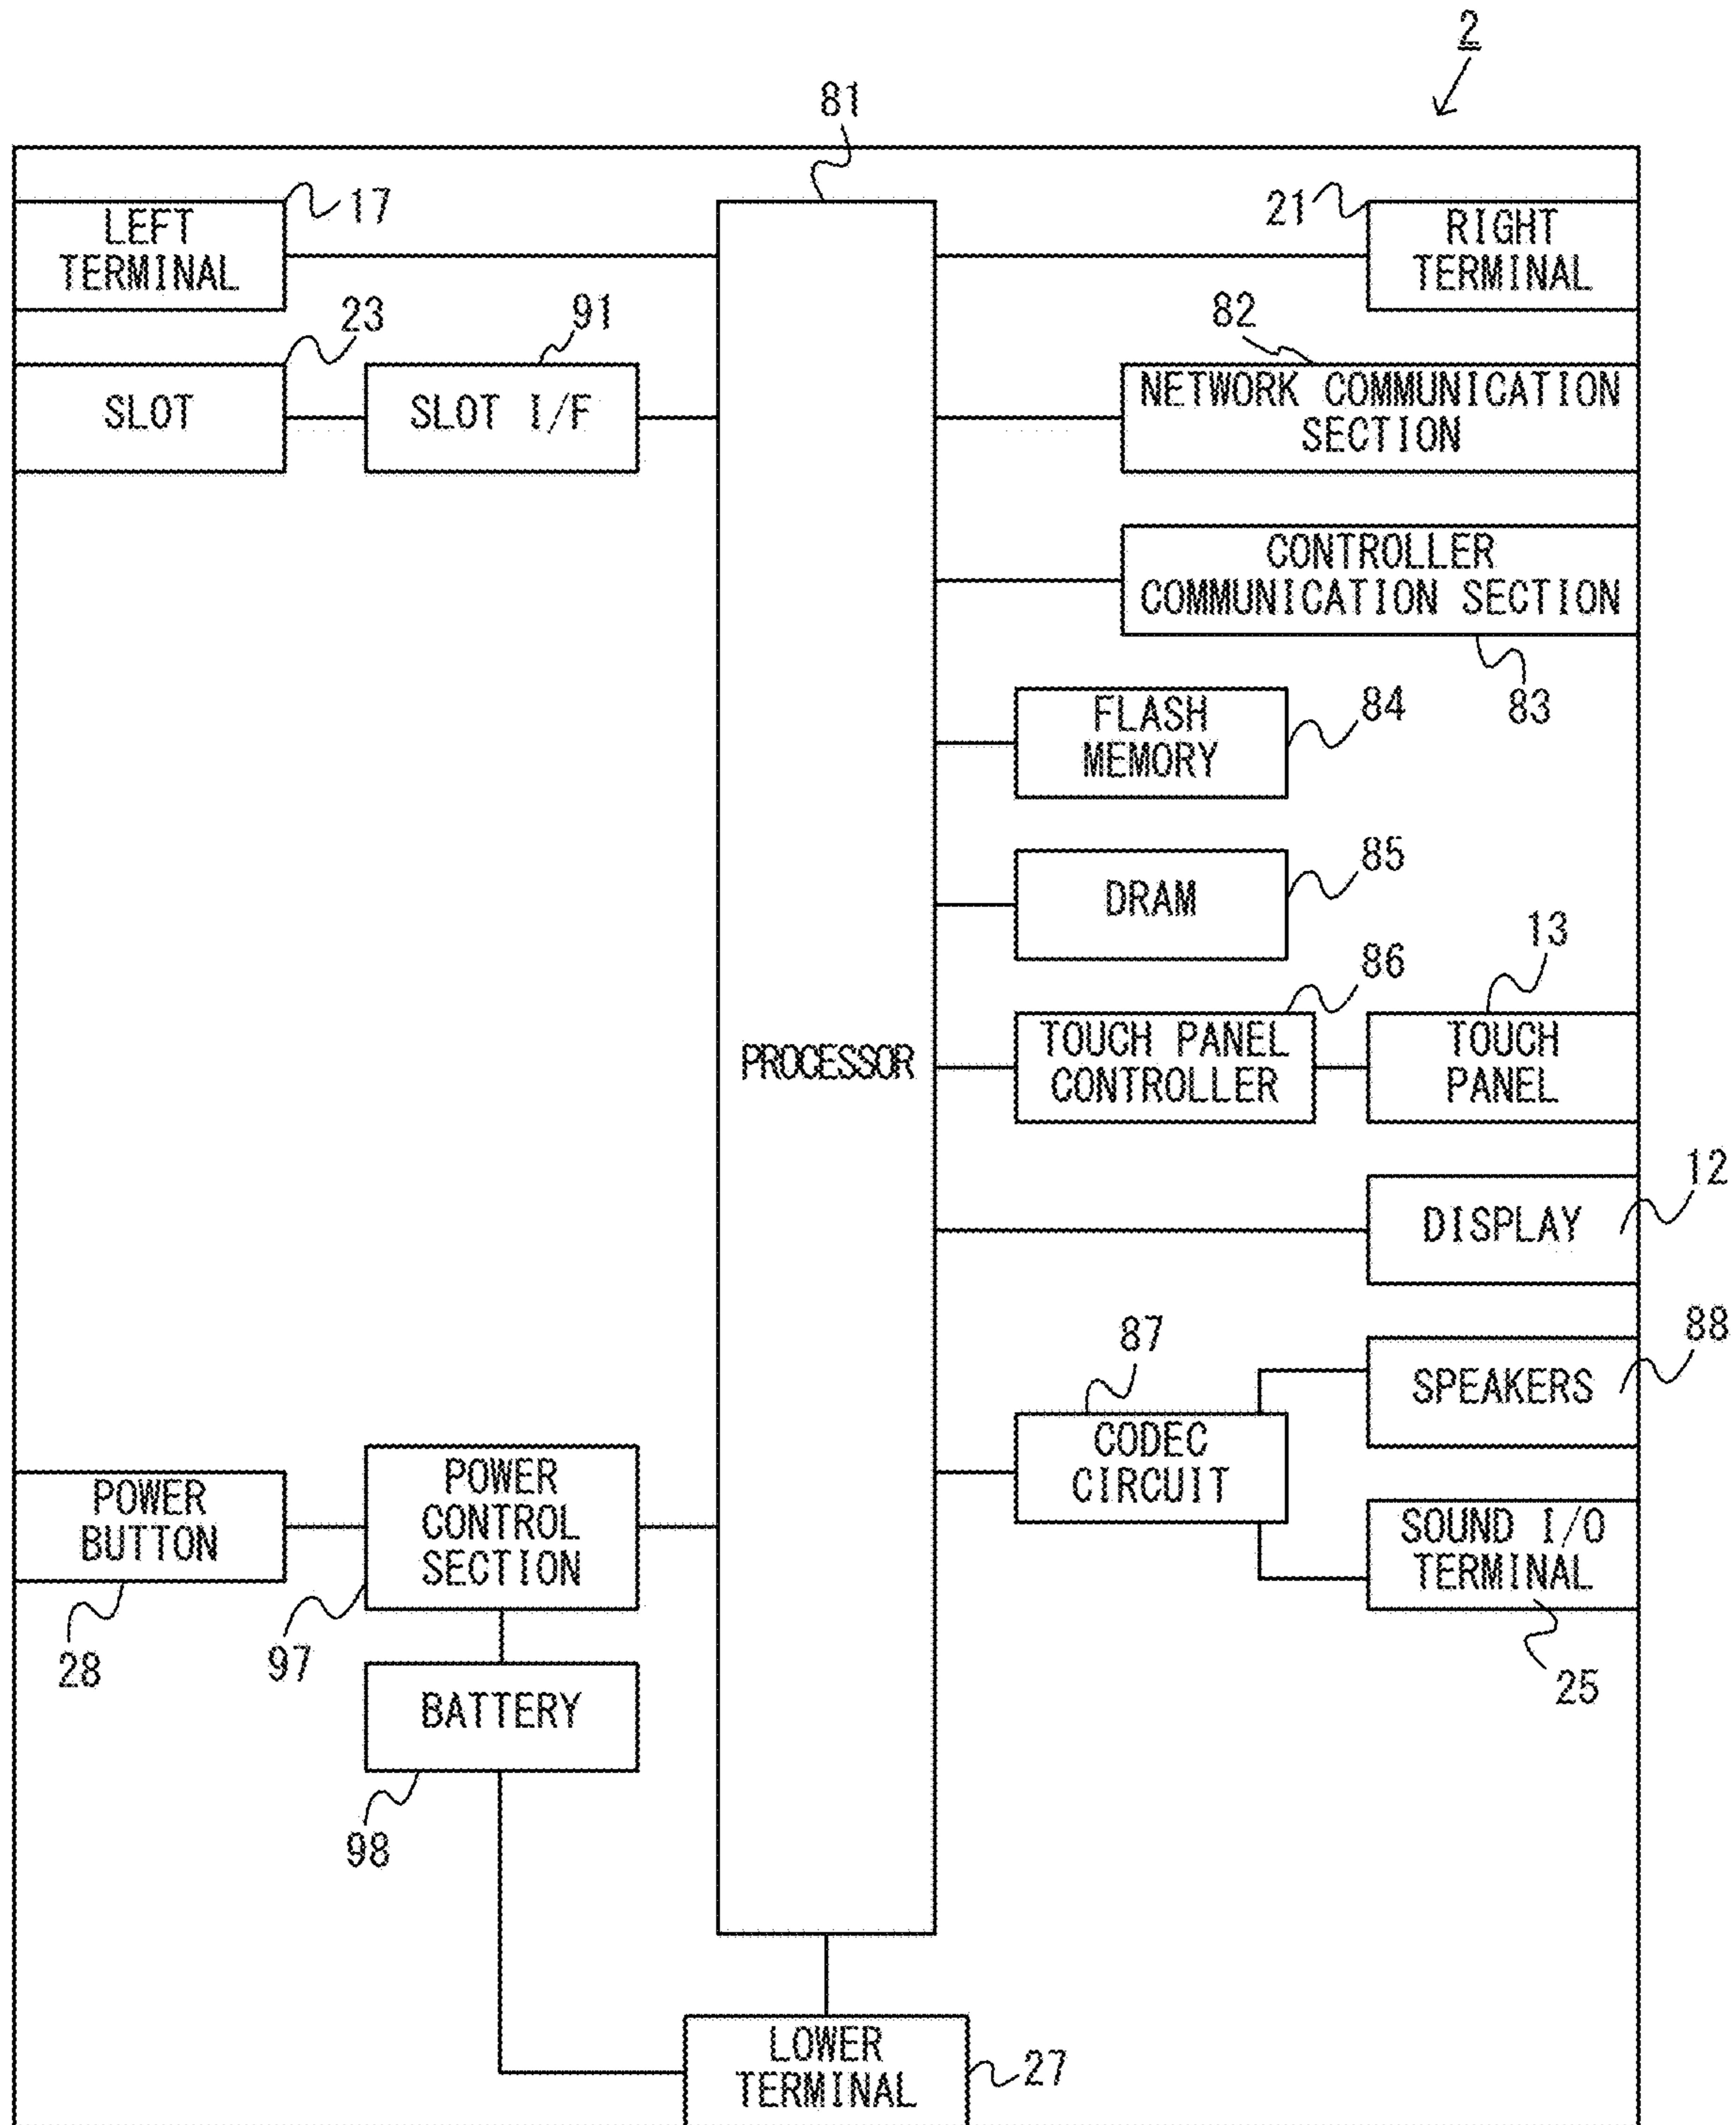 2
81
17
LEFT
TERMINAL
21
RIGHT
TERMINAL
23
SLOT
91
SLOT I/F
82
NETWORK COMMUNICATION
SECTION
CONTROLLER
COMMUNICATION SECTION
83
FLASH
MEMORY
84
DRAM
85
PROCESSOR
86
TOUCH PANEL
CONTROLLER
13
TOUCH
PANEL
DISPLAY
12
87
CODEC
CIRCUIT
SPEAKERS
88
SOUND I/O
TERMINAL
25
POWER
BUTTON
28
POWER
CONTROL
SECTION
97
BATTERY
98
LOWER
TERMINAL
27